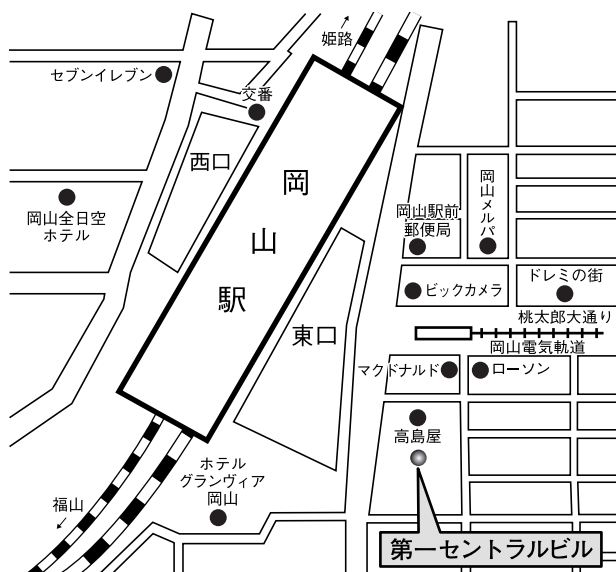 姫路
セブンイレブン
交番
西口
岡山駅
岡山全日空
ホテル
岡山駅前
郵便局
岡山メルパ
ビックカメラ
ドレミの街
桃太郎大通り
岡山電気軌道
東口
マクドナルド
ローソン
高島屋
ホテル
グランヴィア
岡山
福山
第一セントラルビル